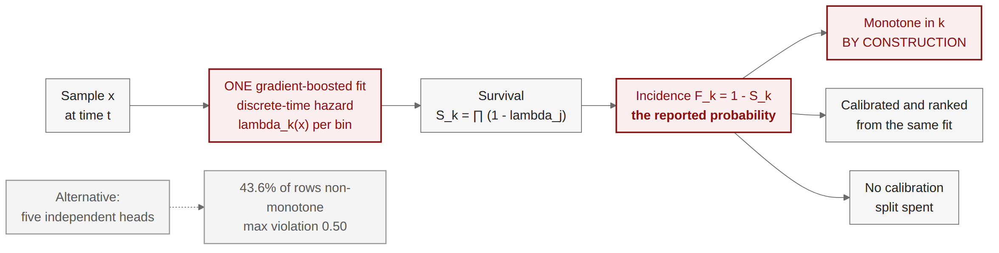 Sample x
at time t
ONE gradient-boosted fit
discrete-time hazard
lambda_k(x) per bin
Survival
S_k = ∏ (1 - lambda_j)
Incidence F_k = 1 - S_k
the reported probability
Monotone in k
BY CONSTRUCTION
Calibrated and ranked
from the same fit
No calibration
split spent
Alternative:
five independent heads
43.6% of rows non-
monotone
max violation 0.50